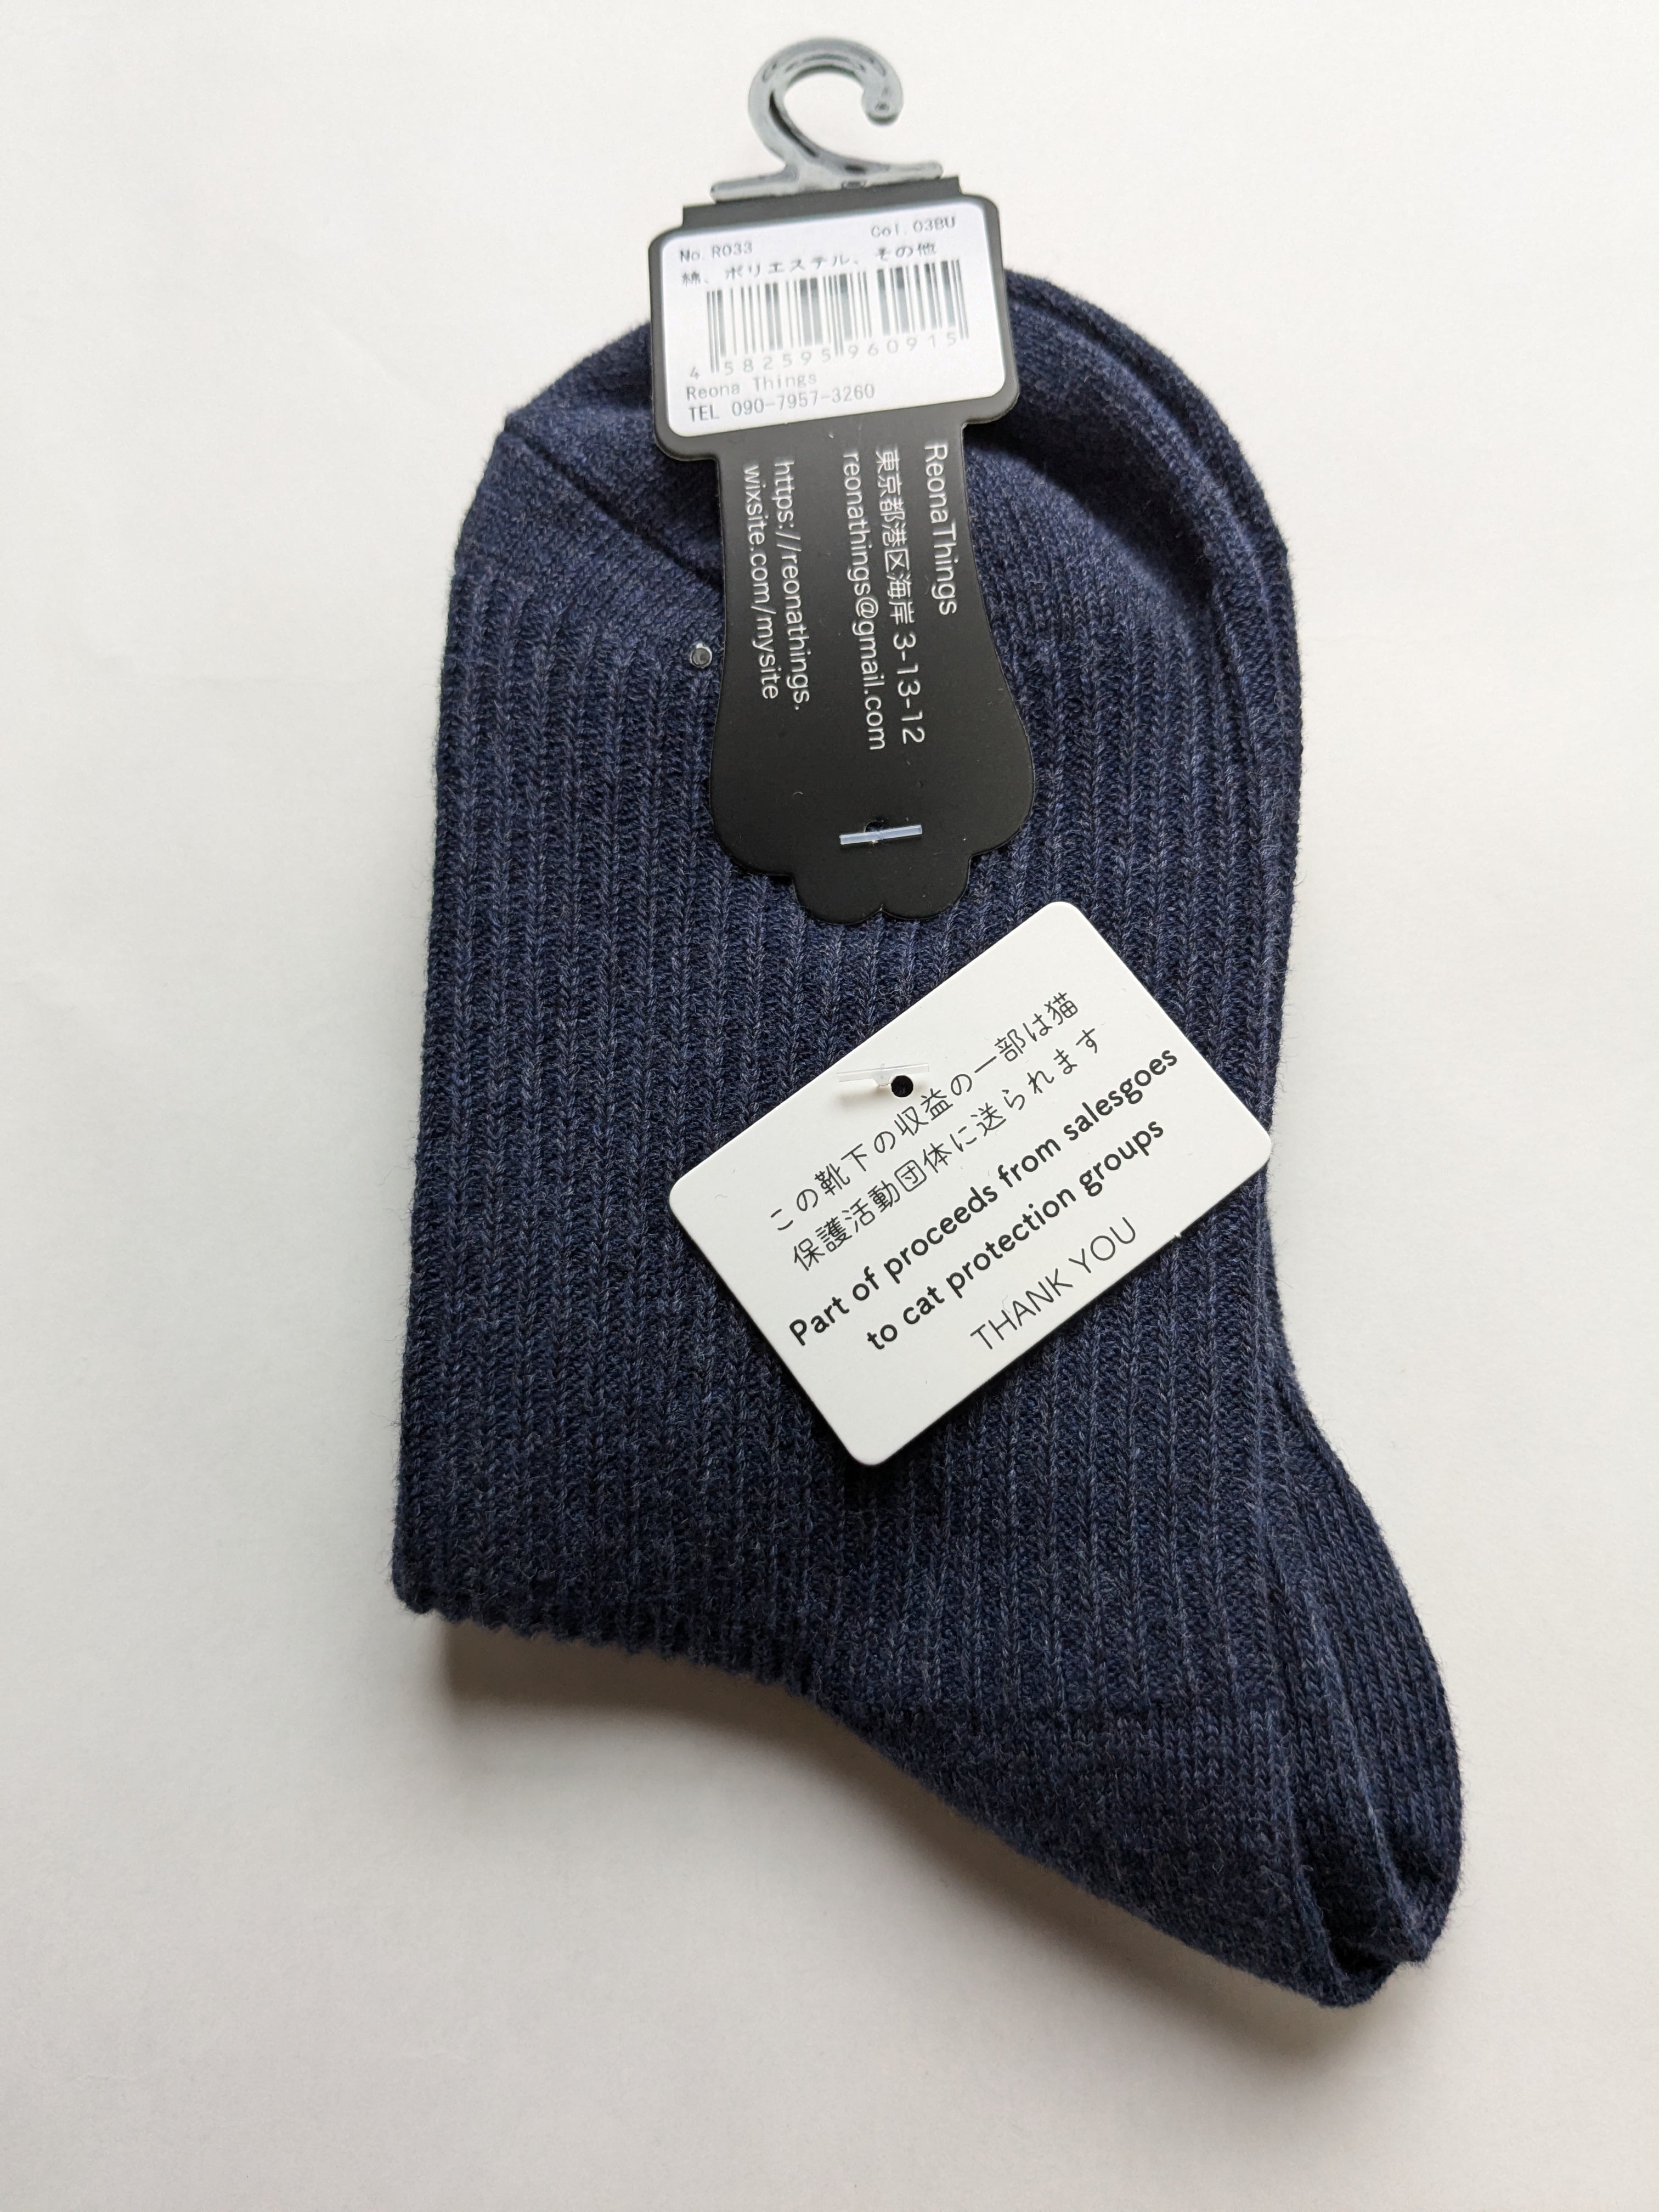 No. R033 Col. 03BU
綿、ポリエステル、その他
4 582595 960915
Reona Things
TEL 090-7957-3260
ReonaThings
東京都港区海岸 3-13-12
reonathings@gmail.com
https://reonathings.
wixsite.com/mysite
この靴下の収益の一部は猫
保護活動団体に送られます
Part of proceeds from salesgoes
to cat protection groups
THANK YOU